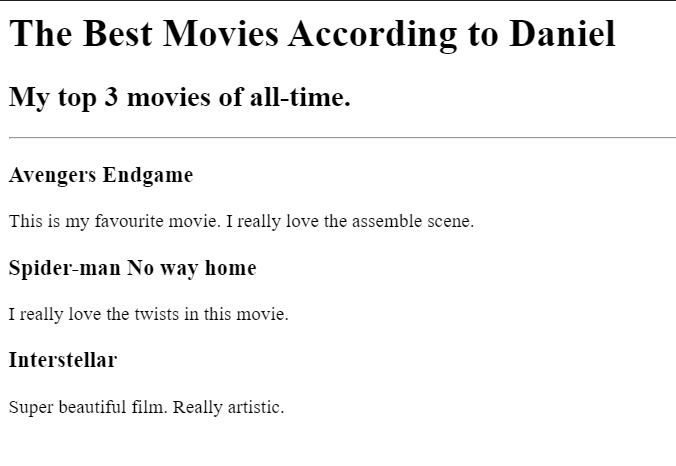 The Best Movies According to Daniel
My top 3 movies of all-time.
Avengers Endgame
This is my favourite movie. I really love the assemble scene.
Spider-man No way home
I really love the twists in this movie.
Interstellar
Super beautiful film. Really artistic.